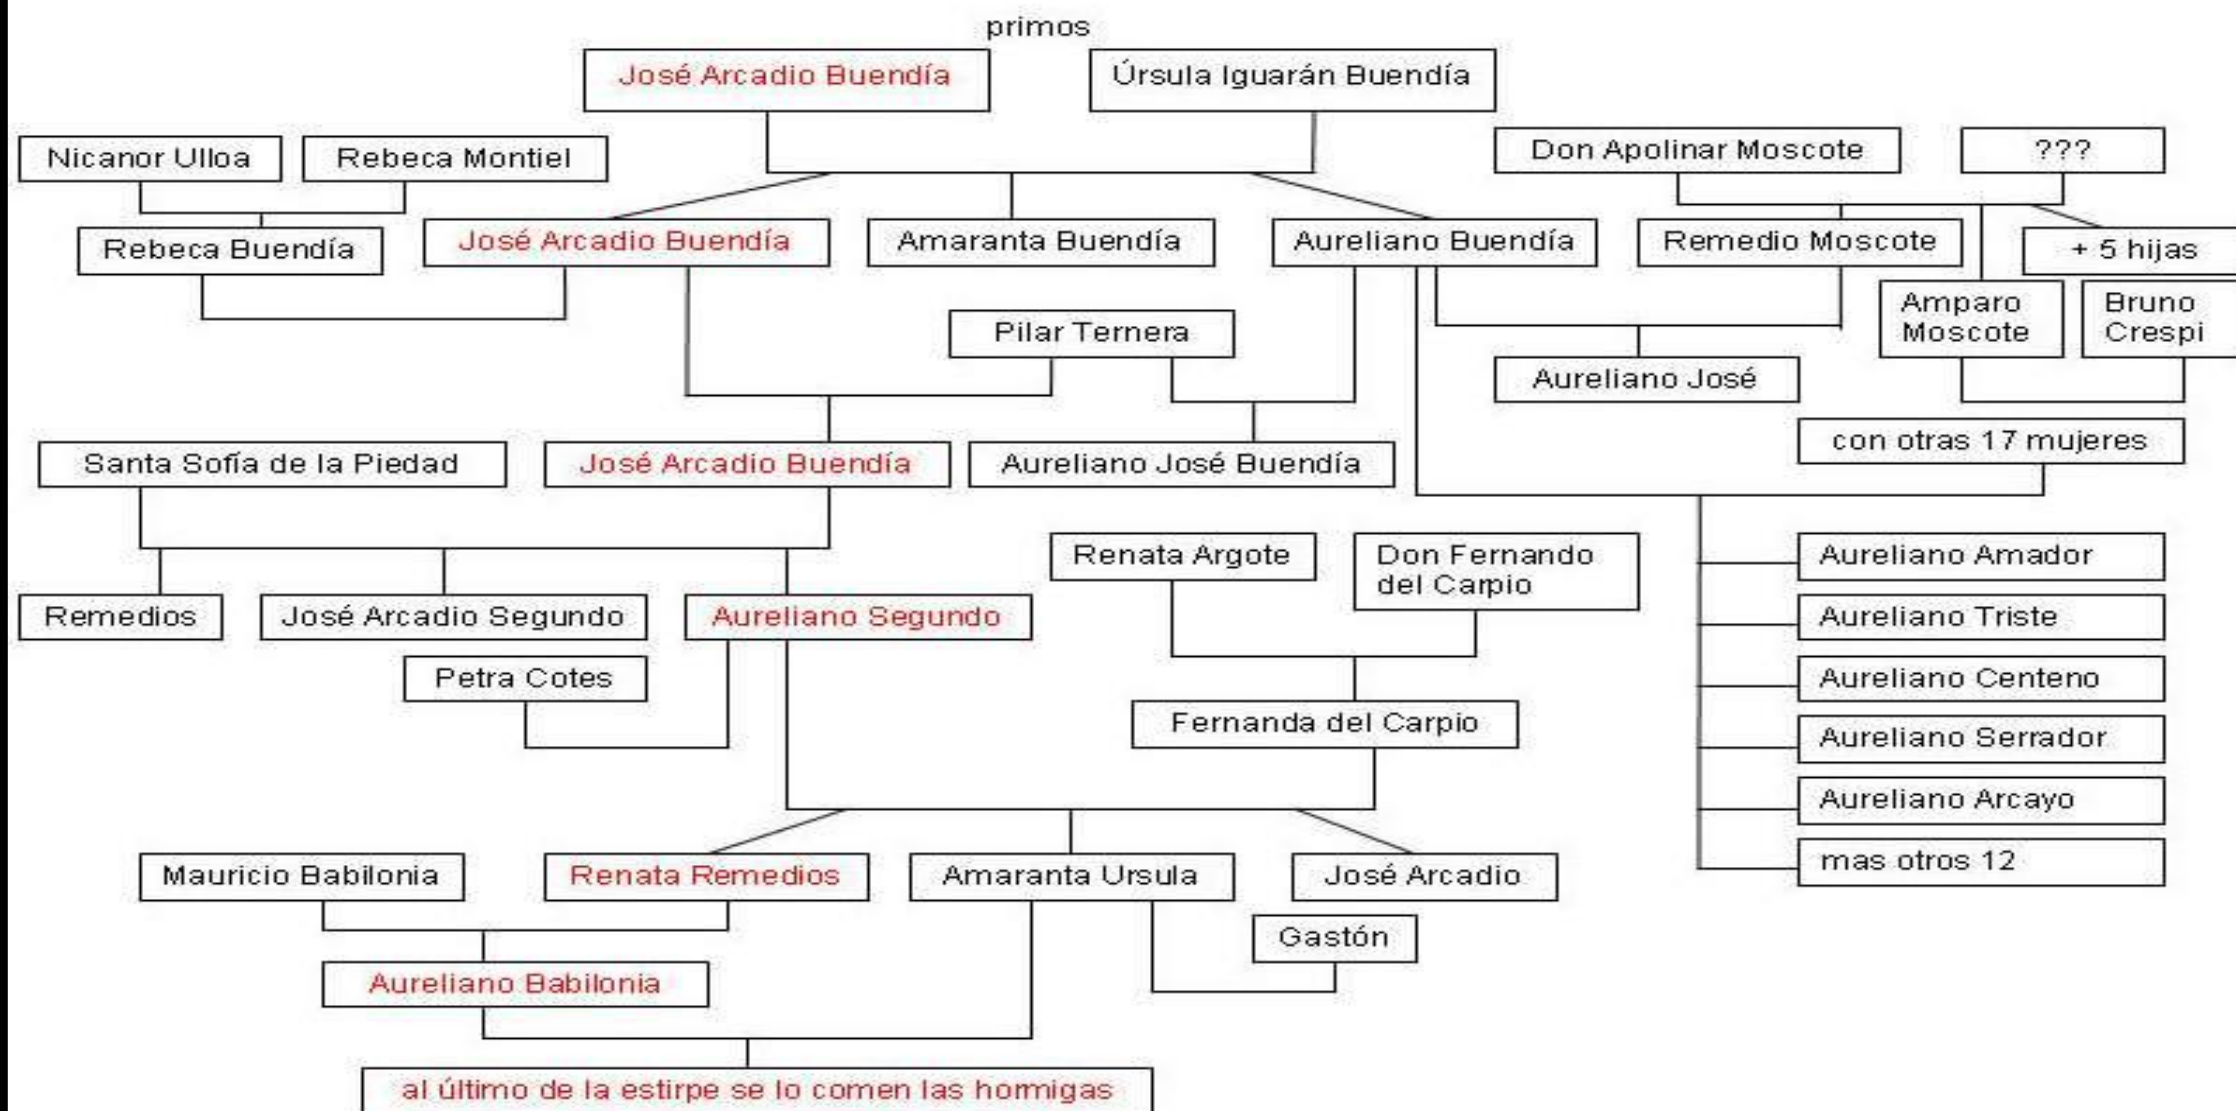 primos
José Arcadio Buendía
Úrsula Iguarán Buendía
Nicanor Ulloa
Rebeca Montiel
Don Apolinar Moscote
???
Rebeca Buendía
José Arcadio Buendía
Amaranta Buendía
Aureliano Buendía
Remedio Moscote
+ 5 hijas
Amparo
Moscote
Bruno
Crespi
Pilar Ternera
Aureliano José
con otras 17 mujeres
Santa Sofía de la Piedad
José Arcadio Buendía
Aureliano José Buendía
Renata Argote
Don Fernando
del Carpio
Aureliano Amador
Remedios
José Arcadio Segundo
Aureliano Segundo
Aureliano Triste
Petra Cotes
Aureliano Centeno
Fernanda del Carpio
Aureliano Serrador
Aureliano Arcayo
mas otros 12
Mauricio Babilonia
Renata Remedios
Amaranta Ursula
José Arcadio
Gastón
Aureliano Babilonia
al último de la estirpe se lo comen las hormigas